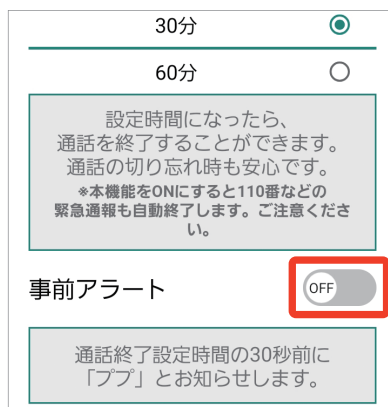 30分
60分
設定時間になったら、
通話を終了することができます。
通話の切り忘れ時も安心です。
※本機能をONにすると110番などの
緊急通報も自動終了します。ご注意くださ
い。
事前アラート
OFF
通話終了設定時間の30秒前に
「ププ」とお知らせします。